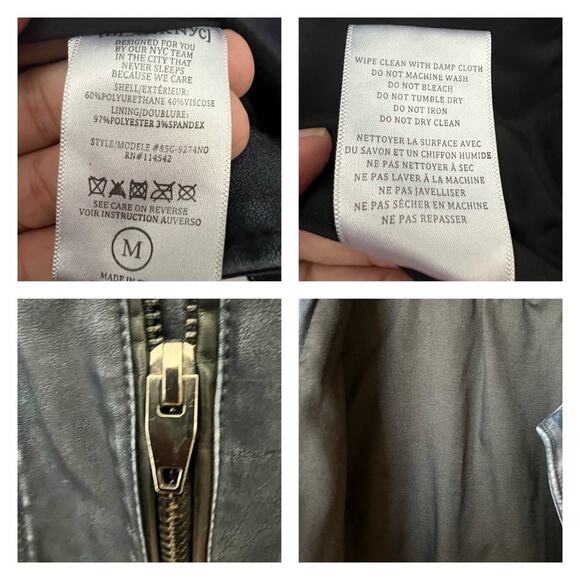 NYC]
DESIGNED FOR YOU
BY OUR NYC TEAM
IN THE CITY THAT
NEVER SLEEPS
BECAUSE WE CARE
SHELL/EXTÉRIEUR:
60%POLYURETHANE 40%VISCOSE
LINING/DOUBLURE:
97%POLYESTER 3%SPANDEX
STYLE/MODELE #85G-9274NO
RN#114542
SEE CARE ON REVERSE
VOIR INSTRUCTION AUVERSO
M
MADE IN
WIPE CLEAN WITH DAMP CLOTH
DO NOT MACHINE WASH
DO NOT BLEACH
DO NOT TUMBLE DRY
DO NOT IRON
DO NOT DRY CLEAN
NETTOYER LA SURFACE AVEC
DU SAVON ET UN CHIFFON HUMIDE
NE PAS NETTOYER À SEC
NE PAS LAVER À LA MACHINE
NE PAS JAVELLISER
NE PAS SÉCHER EN MACHINE
NE PAS REPASSER